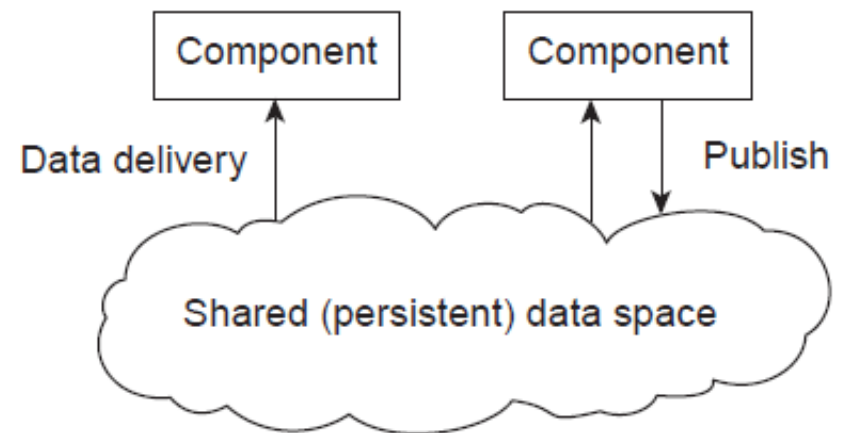 Component
Component
Data delivery
Publish
Shared (persistent) data space